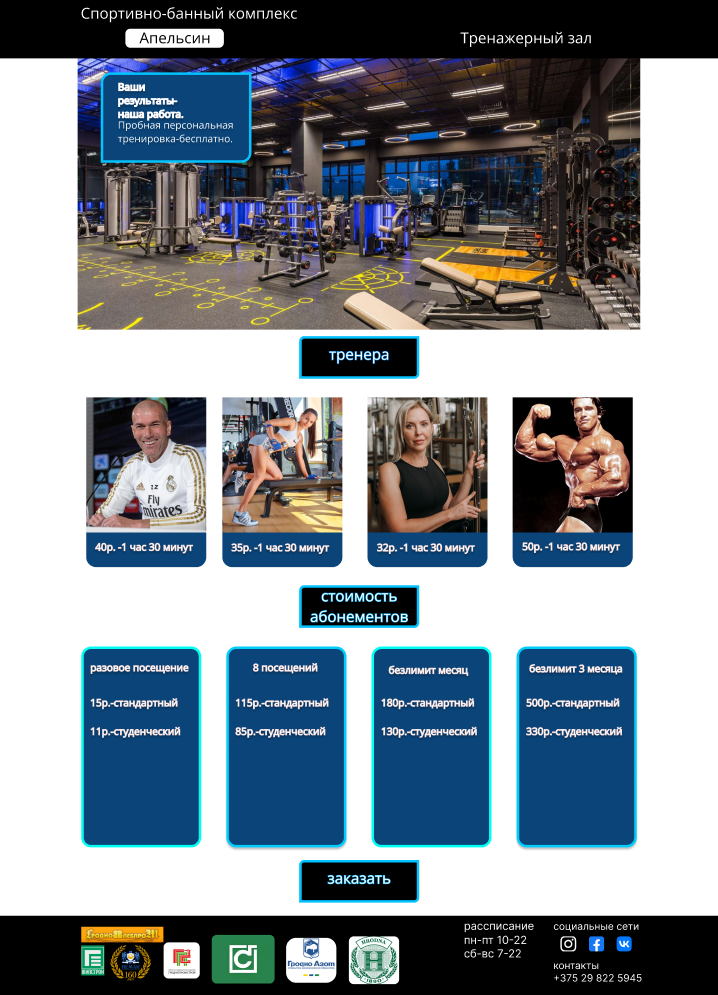 Спортивно-банный комплекс
Апельсин
Тренажерный зал
Ваши
результаты-
наша работа.
Пробная персональная
тренировка-бесплатно.
тренера
Fly
Emirates
40р. -1 час 30 минут
35р. -1 час 30 минут
32р. -1 час 30 минут
50р. -1 час 30 минут
стоимость
абонементов
разовое посещение
15р.-стандартный
11р.-студенческий
8 посещений
115р.-стандартный
85р.-студенческий
безлимит месяц
180р.-стандартный
130р.-студенческий
безлимит 3 месяца
500р.-стандартный
330р.-студенческий
заказать
Гродно Азот
HRODNA
рассписание
пн-пт 10-22
сб-вс 7-22
социальные сети
контакты
+375 29 822 5945